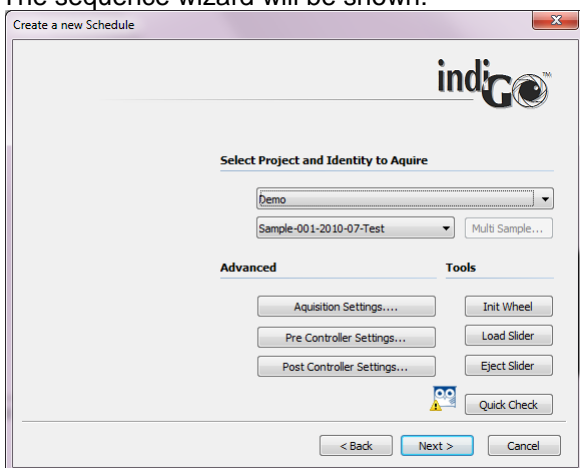 The sequence wizard will be shown.
Create a new Schedule
indiGo™
Select Project and Identity to Aquire
Demo
Sample-001-2010-07-Test
Multi Sample...
Advanced
Tools
Aquisition Settings....
Init Wheel
Pre Controller Settings...
Load Slider
Post Controller Settings...
Eject Slider
Quick Check
< Back
Next >
Cancel